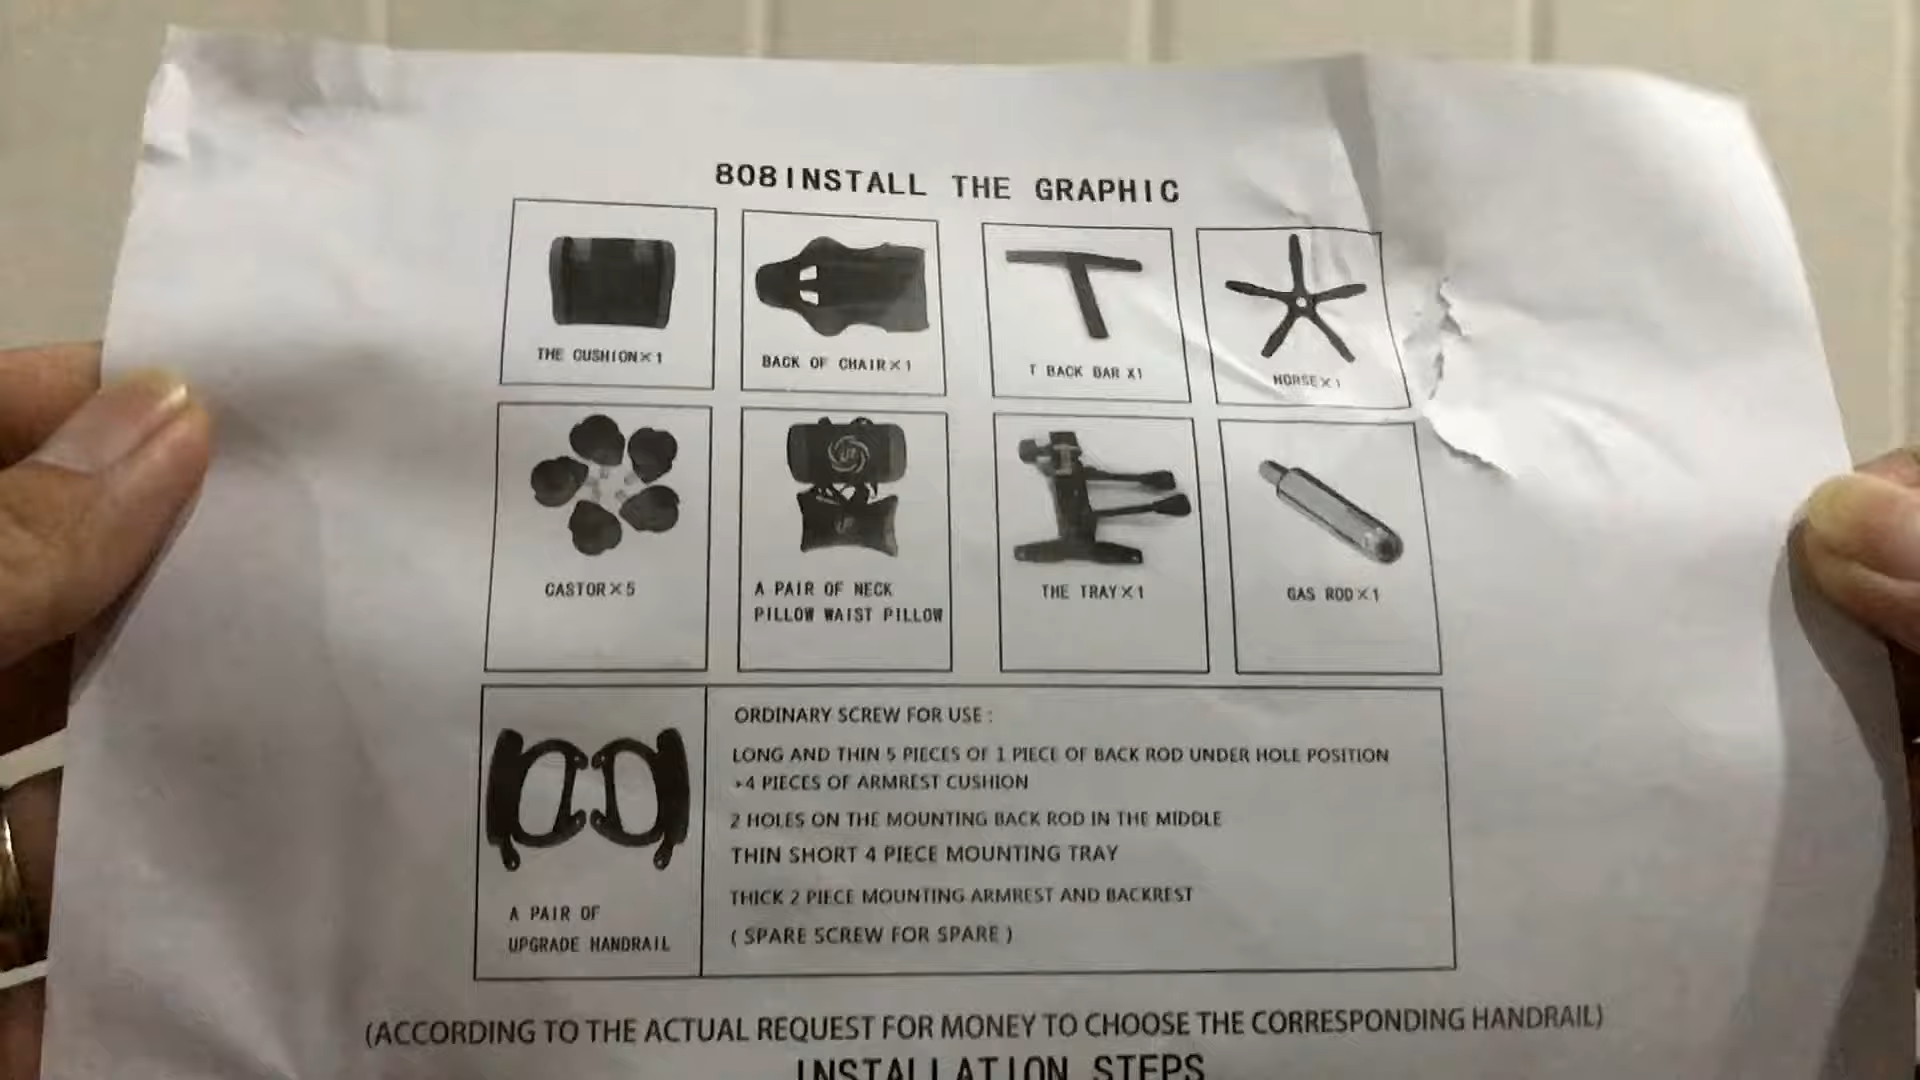 808INSTALL THE GRAPHIC
THE CUSHION×1
BACK OF CHAIR×1
T BACK BAR X1
HORSE×1
CASTOR×5
A PAIR OF NECK
PILLOW WAIST PILLOW
THE TRAY×1
GAS ROD×1
A PAIR OF
UPGRADE HANDRAIL
ORDINARY SCREW FOR USE :
LONG AND THIN 5 PIECES OF 1 PIECE OF BACK ROD UNDER HOLE POSITION
+4 PIECES OF ARMREST CUSHION
2 HOLES ON THE MOUNTING BACK ROD IN THE MIDDLE
THIN SHORT 4 PIECE MOUNTING TRAY
THICK 2 PIECE MOUNTING ARMREST AND BACKREST
( SPARE SCREW FOR SPARE )
(ACCORDING TO THE ACTUAL REQUEST FOR MONEY TO CHOOSE THE CORRESPONDING HANDRAIL)
INSTALLATION STEPS